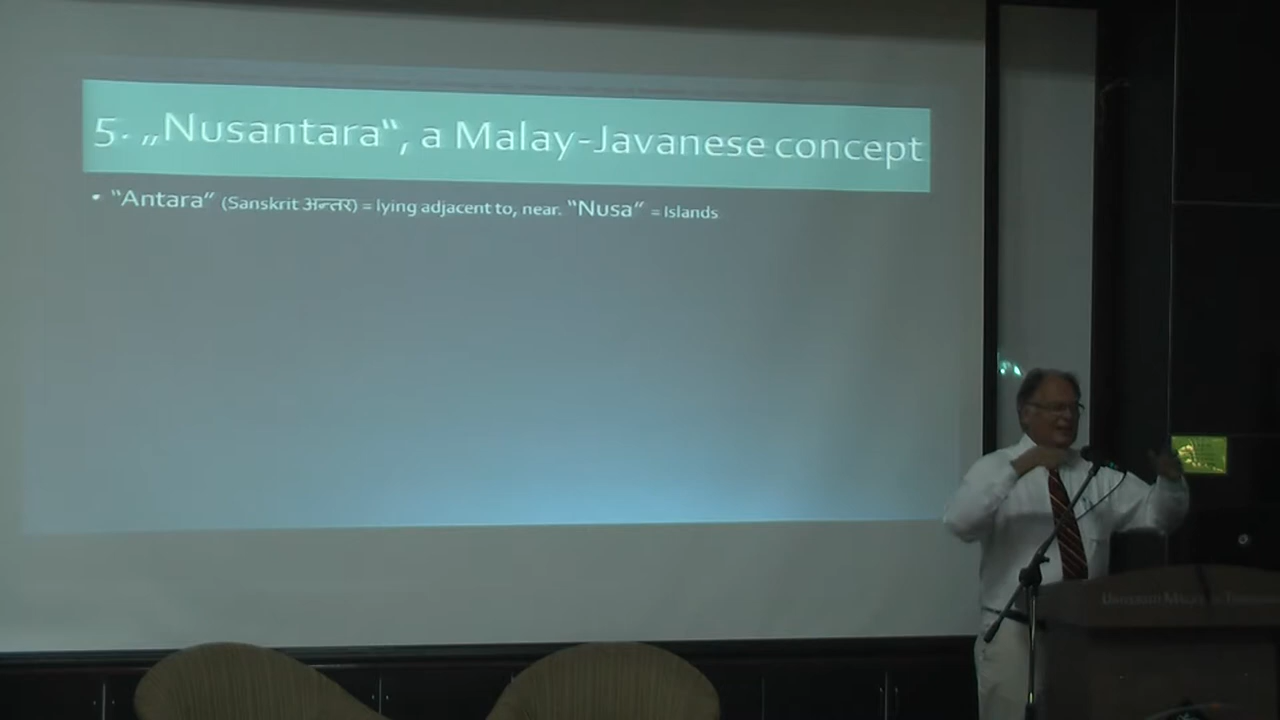 5. „Nusantara“, a Malay-Javanese concept
• “Antara” (Sanskrit अन्तर) = lying adjacent to, near. “Nusa” = Islands